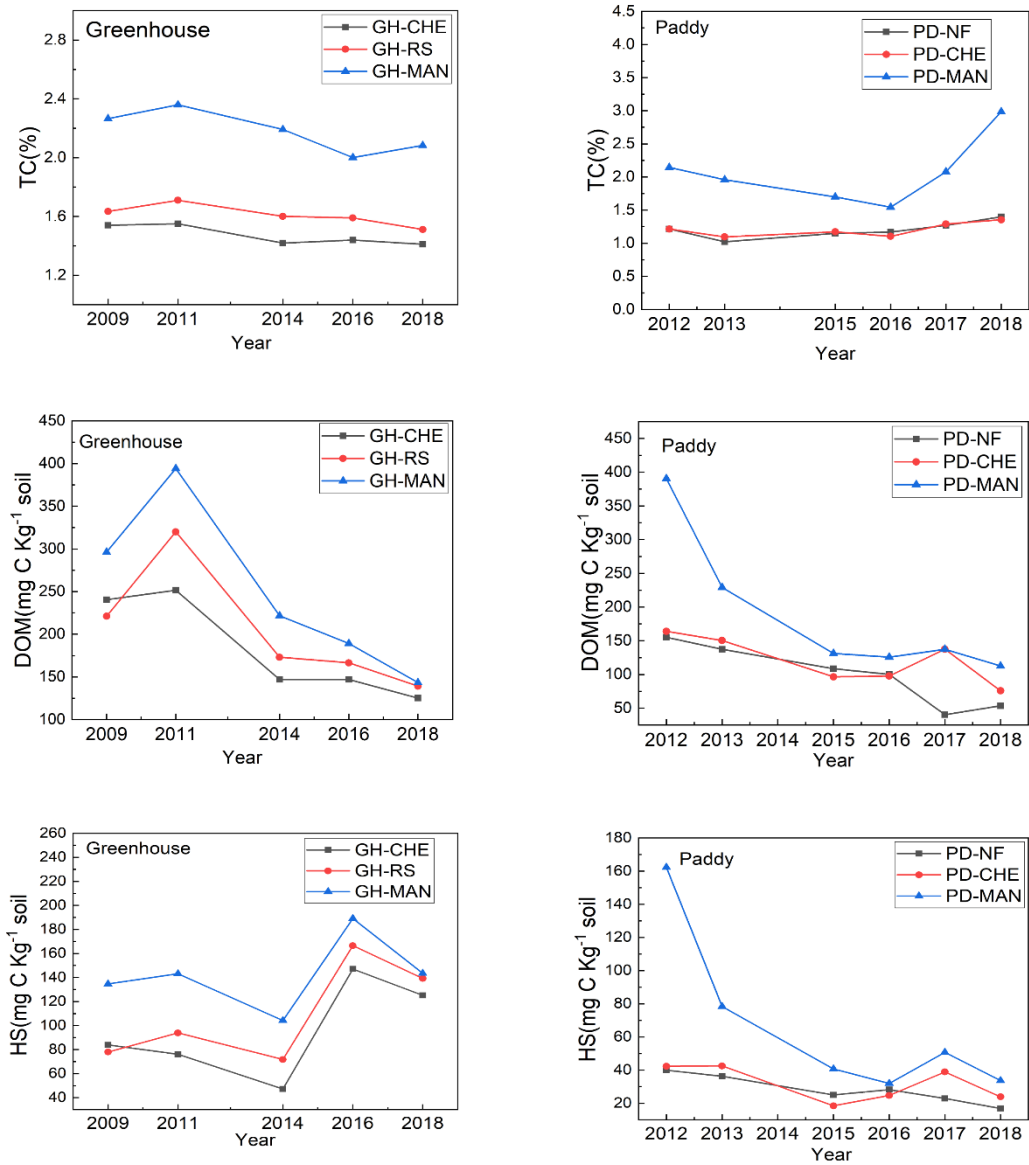 Greenhouse
GH-CHE
GH-RS
GH-MAN
2.8
2.4
2.0
1.6
1.2
TC(%)
2009 2011 2014 2016 2018
Year
Paddy
PD-NF
PD-CHE
PD-MAN
4.5
4.0
3.5
3.0
2.5
2.0
1.5
1.0
0.5
0.0
TC(%)
2012 2013 2015 2016 2017 2018
Year
Greenhouse
GH-CHE
GH-RS
GH-MAN
450
400
350
300
250
200
150
100
DOM(mg C Kg⁻¹ soil
2009 2011 2014 2016 2018
Year
Paddy
PD-NF
PD-CHE
PD-MAN
450
400
350
300
250
200
150
100
50
DOM(mg C Kg⁻¹ soil
2012 2013 2014 2015 2016 2017 2018
Year
Greenhouse
GH-CHE
GH-RS
GH-MAN
260
240
220
200
180
160
140
120
100
80
60
40
HS(mg C Kg⁻¹ soil
2009 2011 2014 2016 2018
Year
Paddy
PD-NF
PD-CHE
PD-MAN
180
160
140
120
100
80
60
40
20
HS(mg C Kg⁻¹ soil
2012 2013 2014 2015 2016 2017 2018
Year